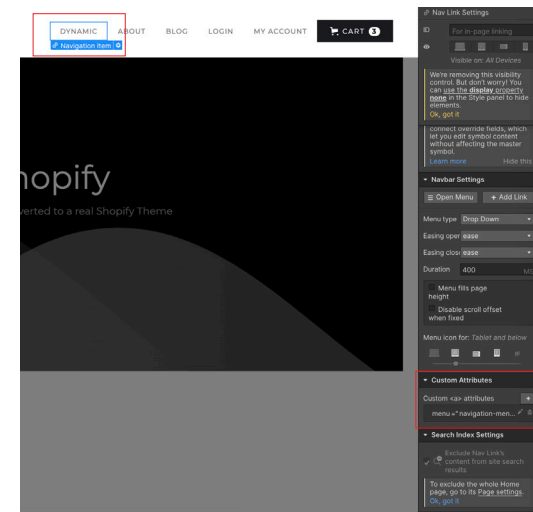 DYNAMIC ABOUT BLOG LOGIN MY ACCOUNT CART 3
Navigation item
hopify
verted to a real Shopify Theme
Nav Link Settings
ID For in-page linking
Visible on: All Devices
We're removing this visibility
control. But don't worry! You
can use the display property
none in the Style panel to hide
elements.
Ok, got it
connect override fields, which
let you edit symbol content
without affecting the master
symbol.
Learn more Hide this
Navbar Settings
Open Menu + Add Link
Menu type Drop Down
Easing oper ease
Easing closi ease
Duration 400 MS
Menu fills page
height
Disable scroll offset
when fixed
Menu icon for: Tablet and below
Custom Attributes
Custom <a> attributes +
menu ="navigation-men...
Search Index Settings
Exclude Nav Link's
content from site search
results
To exclude the whole Home
page, go to its Page settings.
Ok, got it